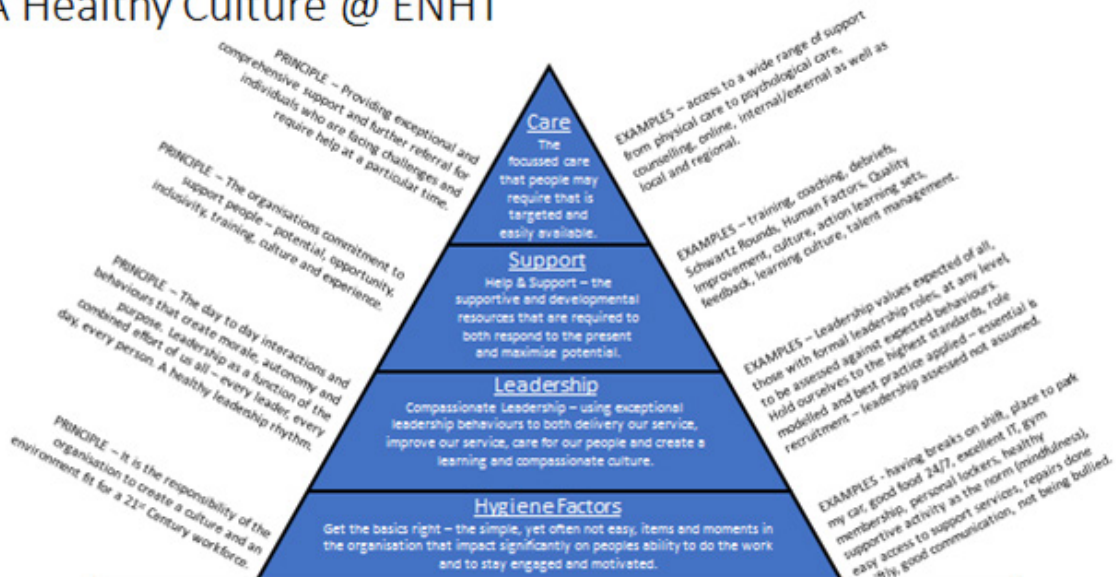 A Healthy Culture @ ENHT
PRINCIPLE – Providing exceptional and
comprehensive support and further referral for
individuals who are facing challenges and
require help at a particular time.
Care
The
focussed care
that people may
require that is
targeted and
easily available.
EXAMPLES – access to a wide range of support
from physical care to psychological care,
counselling, online, internal/external as well as
local and regional.
PRINCIPLE – The organisations commitment to
support people – potential, opportunity,
inclusivity, training, culture and experience.
Support
Help & Support – the
supportive and developmental
resources that are required to
both respond to the present
and maximise potential.
EXAMPLES – training, coaching, debriefs,
Schwartz Rounds, Human Factors, Quality
Improvement, culture, action learning sets,
feedback, learning culture, talent management.
PRINCIPLE – The day to day interactions and
behaviours that create morale, autonomy and
purpose. Leadership as a function of the
combined effort of us all – every leader, every
day, every person. A healthy leadership rhythm.
Leadership
Compassionate Leadership – using exceptional
leadership behaviours to both delivery our service,
improve our service, care for our people and create a
learning and compassionate culture.
EXAMPLES – Leadership values expected of all,
those with formal leadership roles, at any level,
to be assessed against expected behaviours.
Hold ourselves to the highest standards, role
modelled and best practice applied – essential is
recruitment – leadership assessed not assumed.
PRINCIPLE – It is the responsibility of the
organisation to create a culture and an
environment fit for a 21st Century workforce.
Hygiene Factors
Get the basics right – the simple, yet often not easy, items and moments in
the organisation that impact significantly on peoples ability to do the work
and to stay engaged and motivated.
EXAMPLES - having breaks on shift, place to park
my car, good food 24/7, excellent IT, gym
membership, personal lockers, healthy
supportive activity as the norm (mindfulness),
easy access to support services, repairs done
good communication, not being bullied.